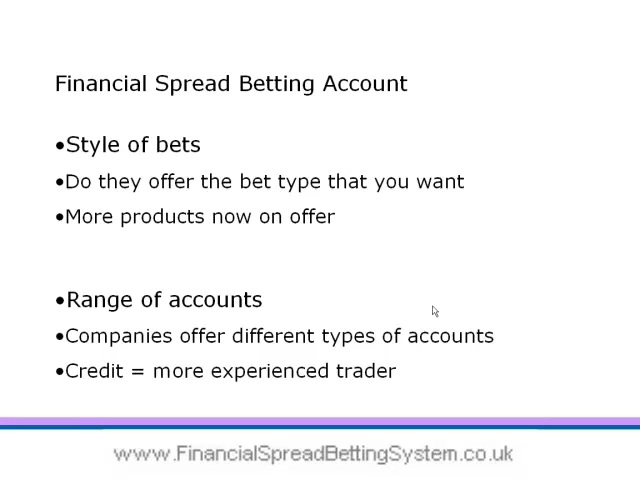 Financial Spread Betting Account
•Style of bets
•Do they offer the bet type that you want
•More products now on offer
•Range of accounts
•Companies offer different types of accounts
•Credit = more experienced trader
www.FinancialSpreadBettingSystem.co.uk